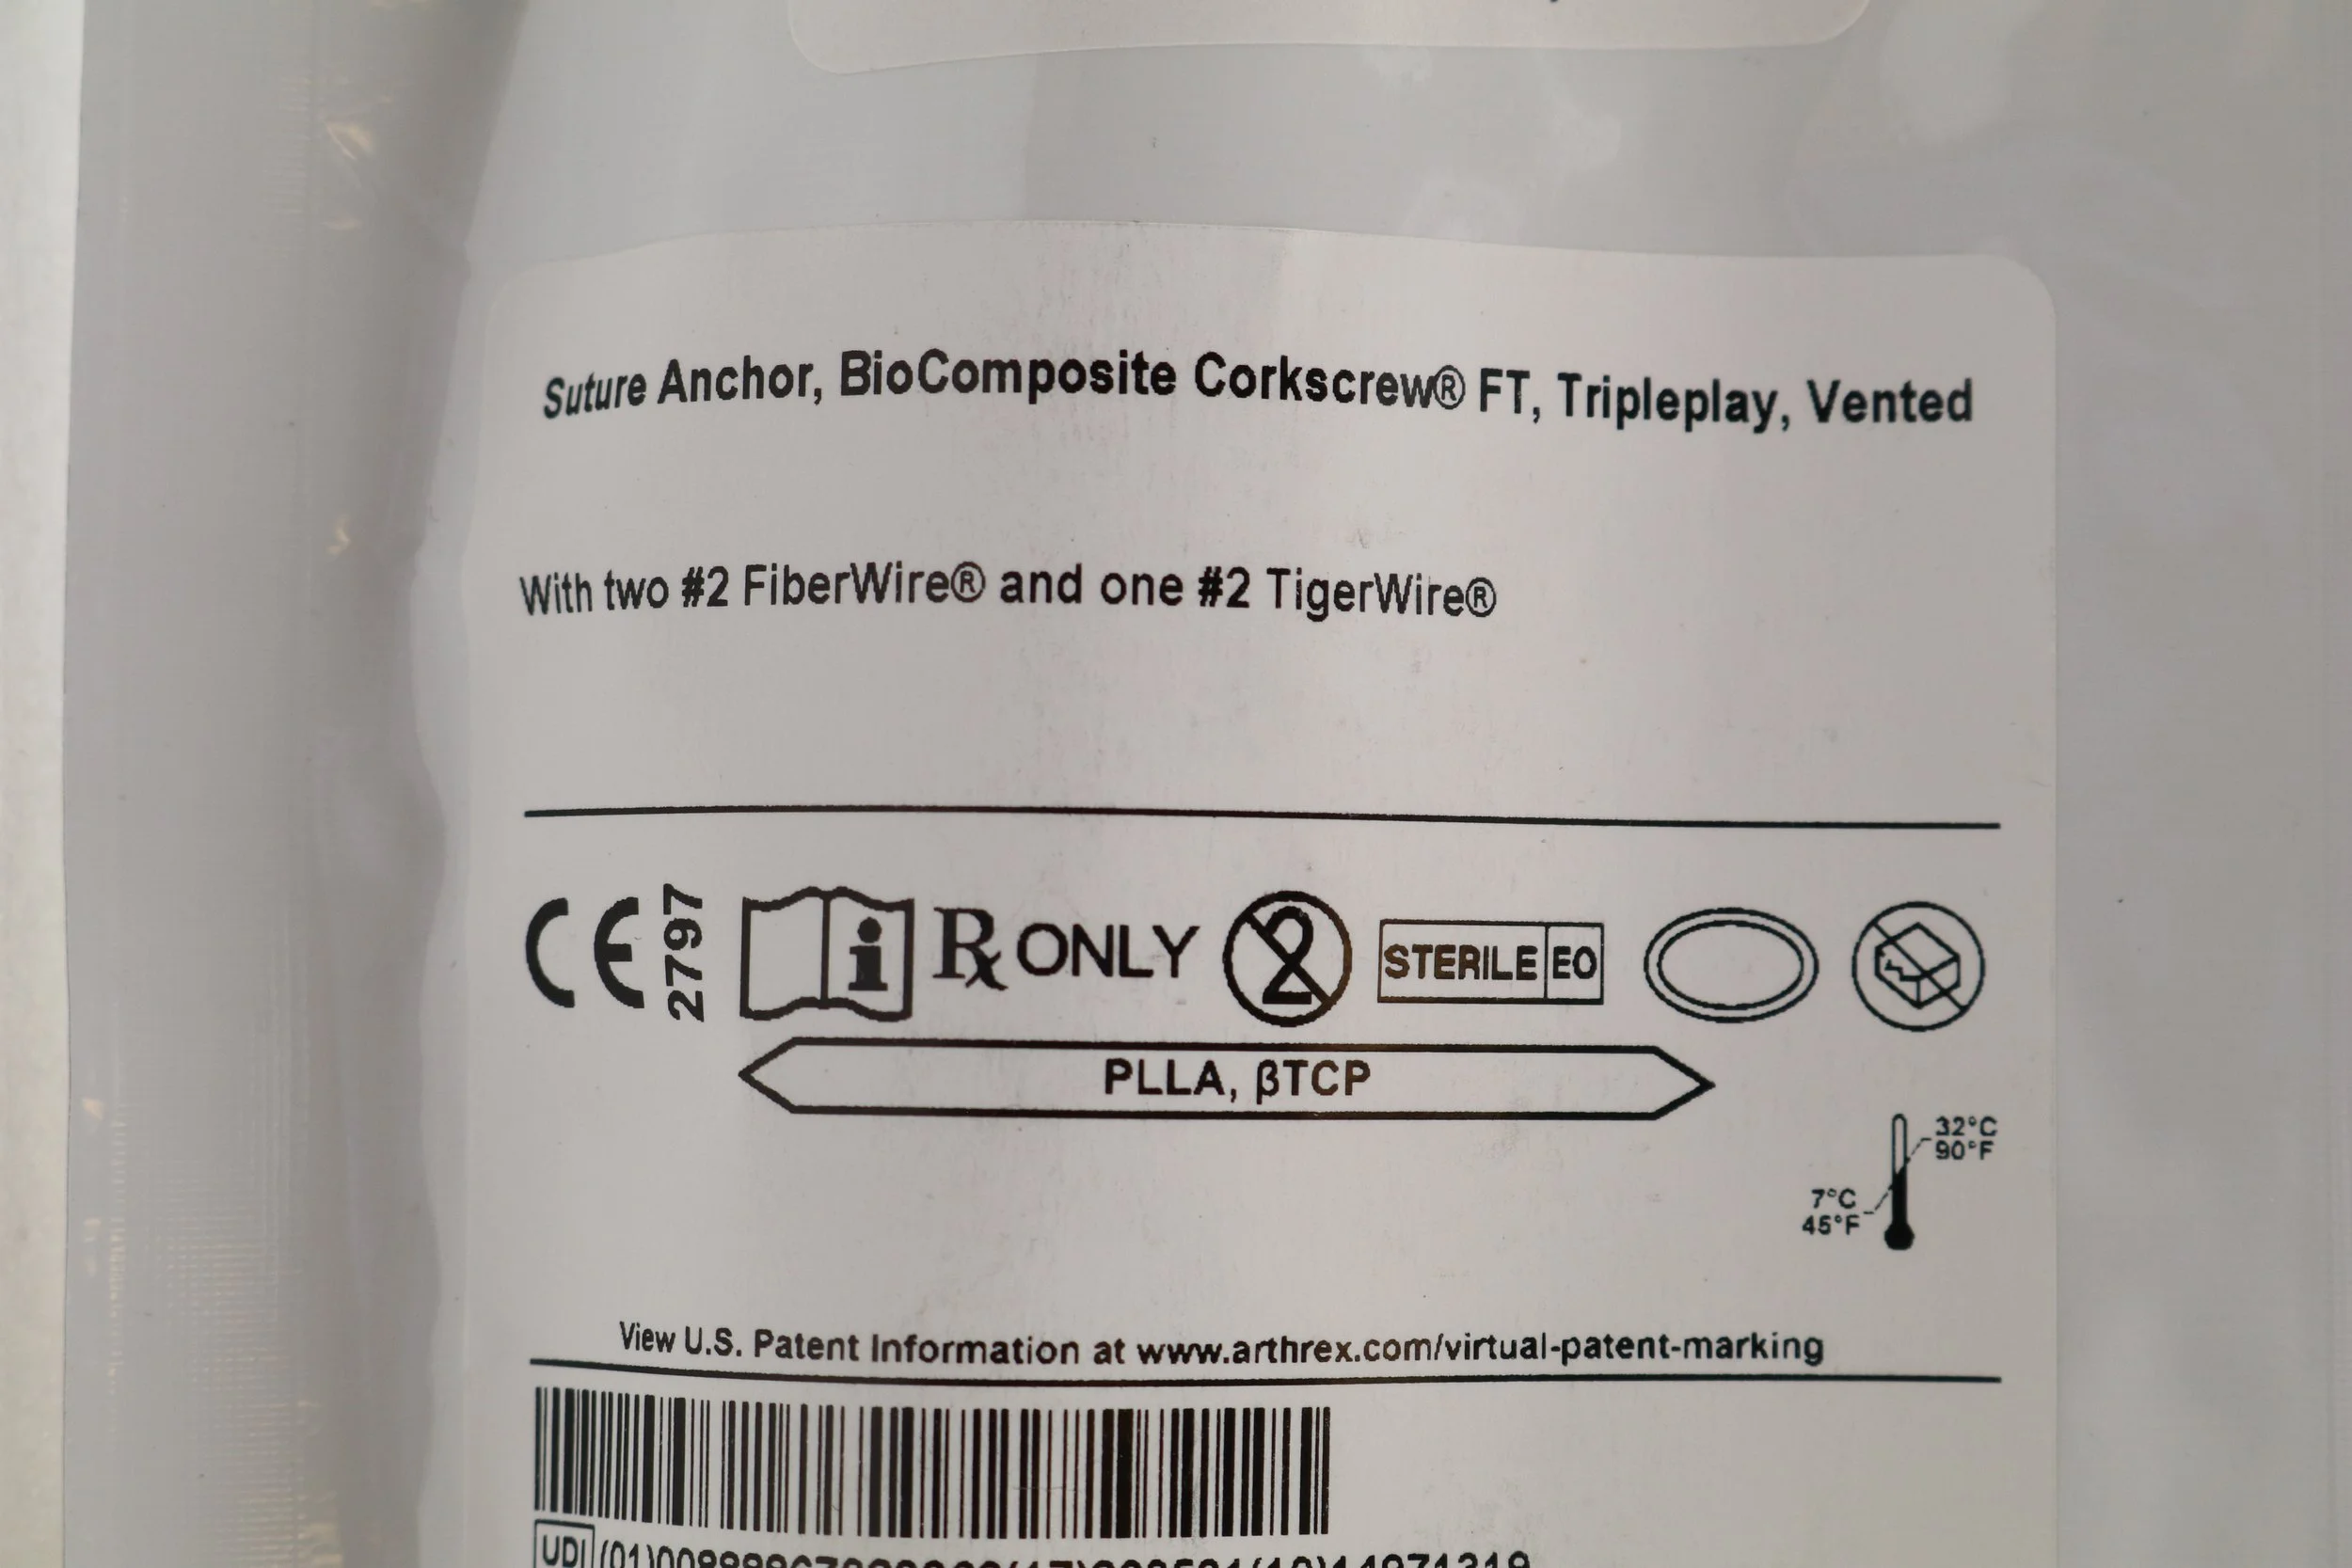 Suture Anchor, BioComposite Corkscrew® FT, Tripleplay, Vented
With two #2 FiberWire® and one #2 TigerWire®
CE 2797 i Rx ONLY 2 STERILE EO
PLLA, βTCP
32°C
90°F
7°C
45°F
View U.S. Patent Information at www.arthrex.com/virtual-patent-marking
UDI